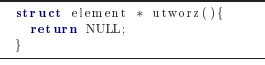 struct element * utworz(){
return NULL;
}